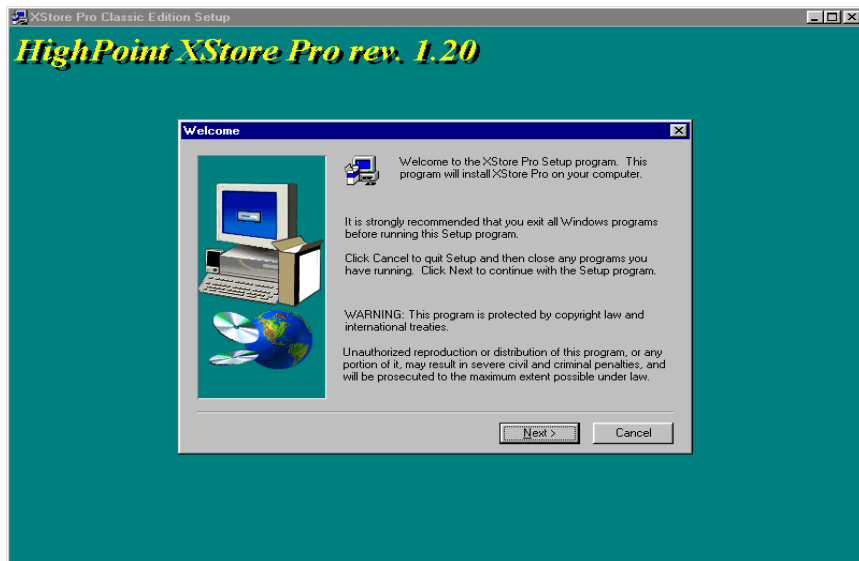 XStore Pro Classic Edition Setup
HighPoint XStore Pro rev. 1.20
Welcome
Welcome to the XStore Pro Setup program. This
program will install XStore Pro on your computer.
It is strongly recommended that you exit all Windows programs
before running this Setup program.
Click Cancel to quit Setup and then close any programs you
have running. Click Next to continue with the Setup program.
WARNING: This program is protected by copyright law and
international treaties.
Unauthorized reproduction or distribution of this program, or any
portion of it, may result in severe civil and criminal penalties, and
will be prosecuted to the maximum extent possible under law.
Next > Cancel